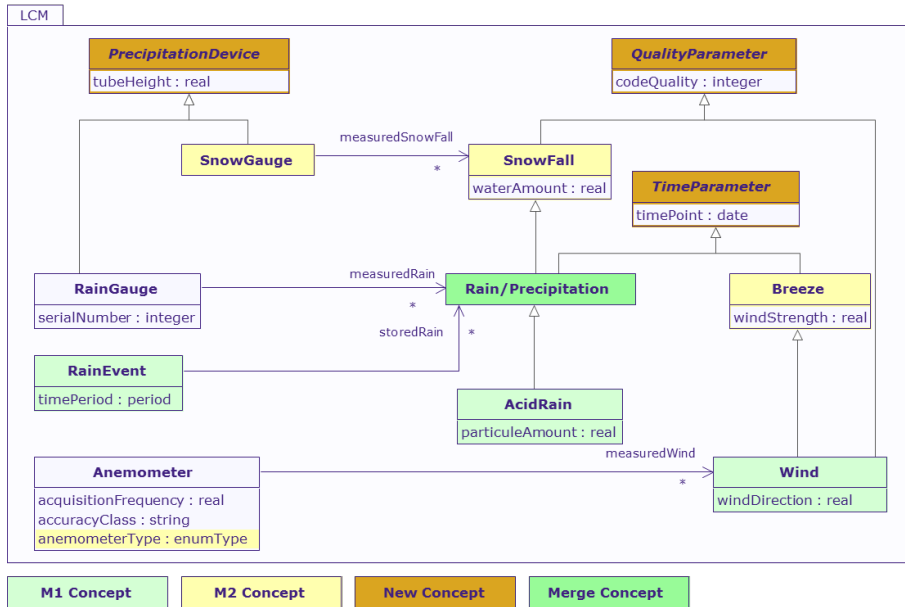 LCM
PrecipitationDevice
tubeHeight : real
QualityParameter
codeQuality : integer
measuredSnowFall
*
SnowGauge
SnowFall
waterAmount : real
TimeParameter
timePoint : date
measuredRain
*
RainGauge
serialNumber : integer
Rain/Precipitation
Breeze
windStrength : real
storedRain
*
RainEvent
timePeriod : period
AcidRain
particuleAmount : real
measuredWind
*
Anemometer
acquisitionFrequency : real
accuracyClass : string
anemometerType : enumType
Wind
windDirection : real
M1 Concept
M2 Concept
New Concept
Merge Concept